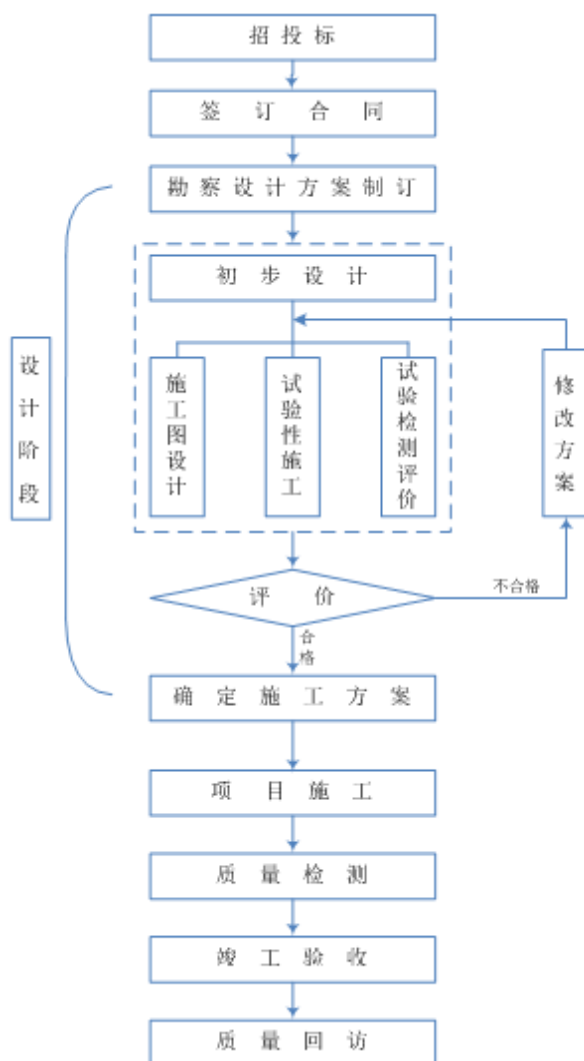 招投标
签订合同
勘察设计方案制订
初步设计
设计阶段
施工图设计
试验性施工
试验检测评价
修改方案
评价
不合格
合格
确定施工方案
项目施工
质量检测
竣工验收
质量回访